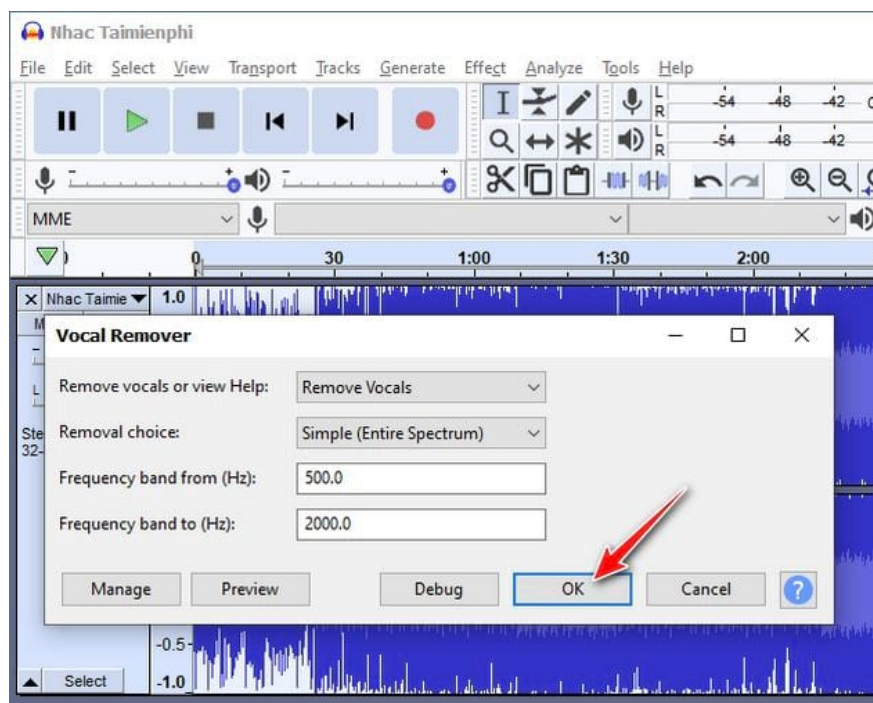 Nhac Taimienphi
File Edit Select View Transport Tracks Generate Effect Analyze Tools Help
L R -54 -48 -42
L R -54 -48 -42
MME
0 30 1:00 1:30 2:00
X Nhac Taimie 1.0
Vocal Remover
Remove vocals or view Help: Remove Vocals
Removal choice: Simple (Entire Spectrum)
Frequency band from (Hz): 500.0
Frequency band to (Hz): 2000.0
Manage Preview Debug OK Cancel ?
-0.5
Select -1.0